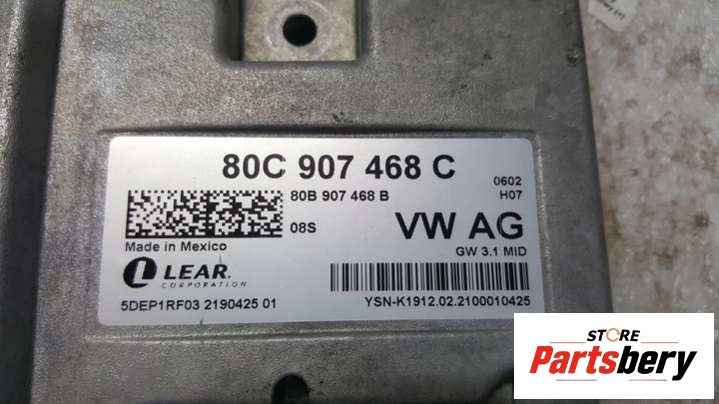 80C 907 468 C
0602
80B 907 468 B
H07
08S
VW AG
Made in Mexico
GW 3.1 MID
LEAR.
CORPORATION
5DEP1RF03 2190425 01
YSN-K1912.02.2100010425
STORE
Partsbery